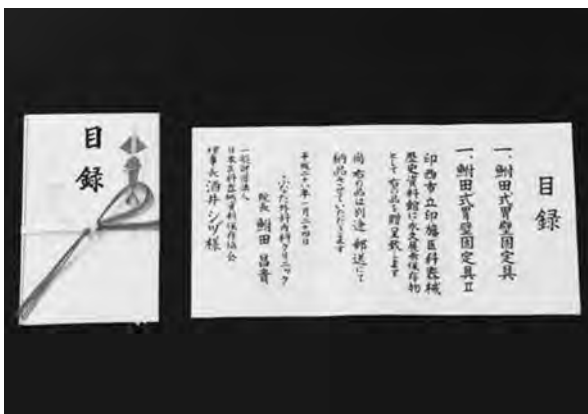 目録
目録
一、鮒田式胃壁固定具
一、鮒田式胃壁固定具Ⅱ
印西市立印旛医科器械
歴史資料館に永久展示保存物
として右の品を贈呈致します
尚右の品は別途郵送にて
納品させていただきます
平成二十八年一月二十四日
ふなだ外科内科クリニック
院長 鮒田昌貴
一般財団法人
日本医科器械資料保存協会
理事長 酒井シヅ様